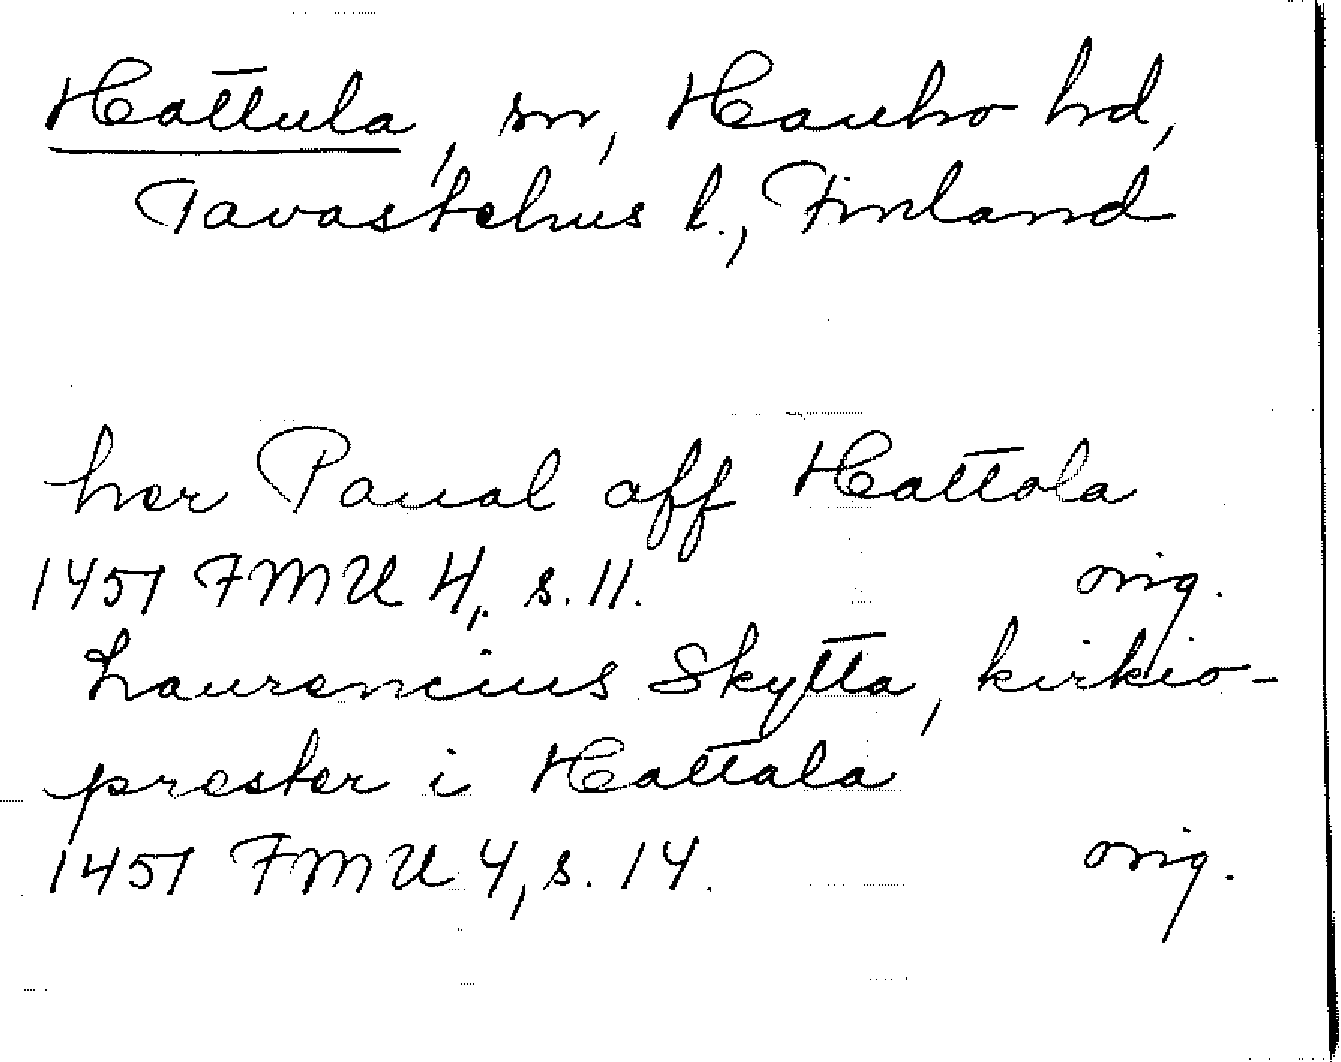 Hattula, sn, Hauho hd,
Tavastehus l., Finland
her Paual aff Hattola
1451 FMU 4, s. 11. orig.
Laurencius Skytta, kirkio-
prester i Hattala
1451 FMU 4, s. 14. orig.